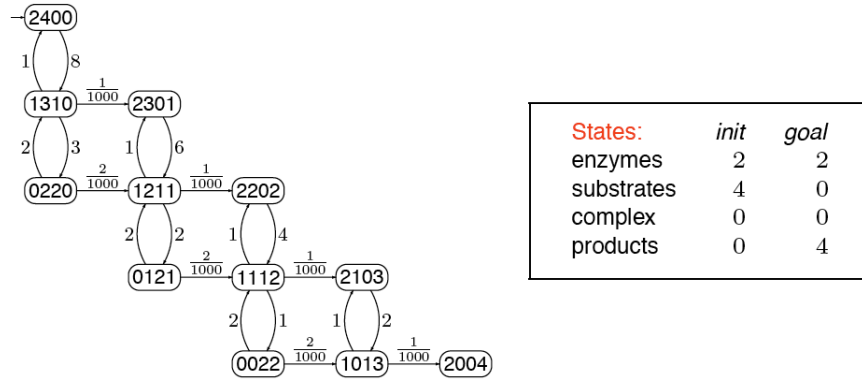 2400
1 8
1/1000
1310 2301
2 3 1 6
2/1000 1/1000
0220 1211 2202
2 2 1 4
2/1000 1/1000
0121 1112 2103
2 1 1 2
2/1000 1/1000
0022 1013 2004
States: init goal
enzymes 2 2
substrates 4 0
complex 0 0
products 0 4